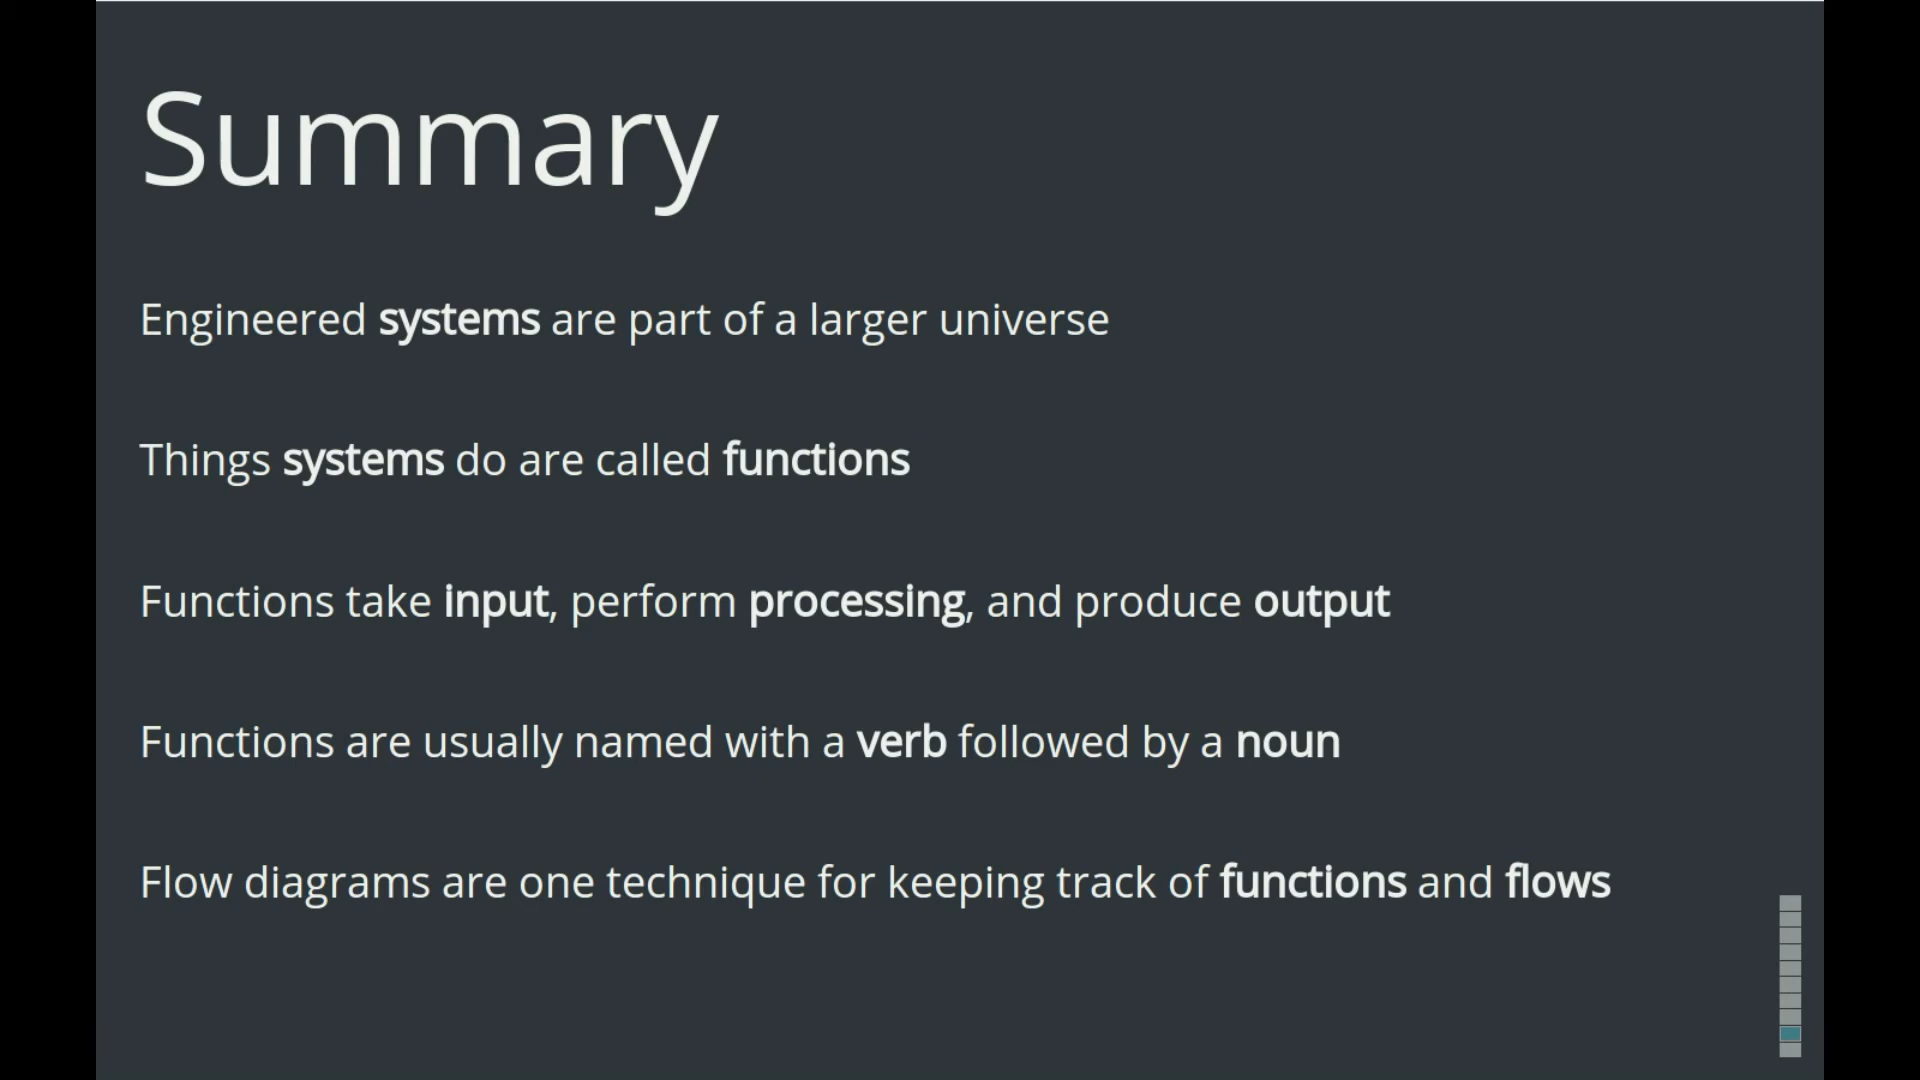 Summary
Engineered systems are part of a larger universe
Things systems do are called functions
Functions take input, perform processing, and produce output
Functions are usually named with a verb followed by a noun
Flow diagrams are one technique for keeping track of functions and flows